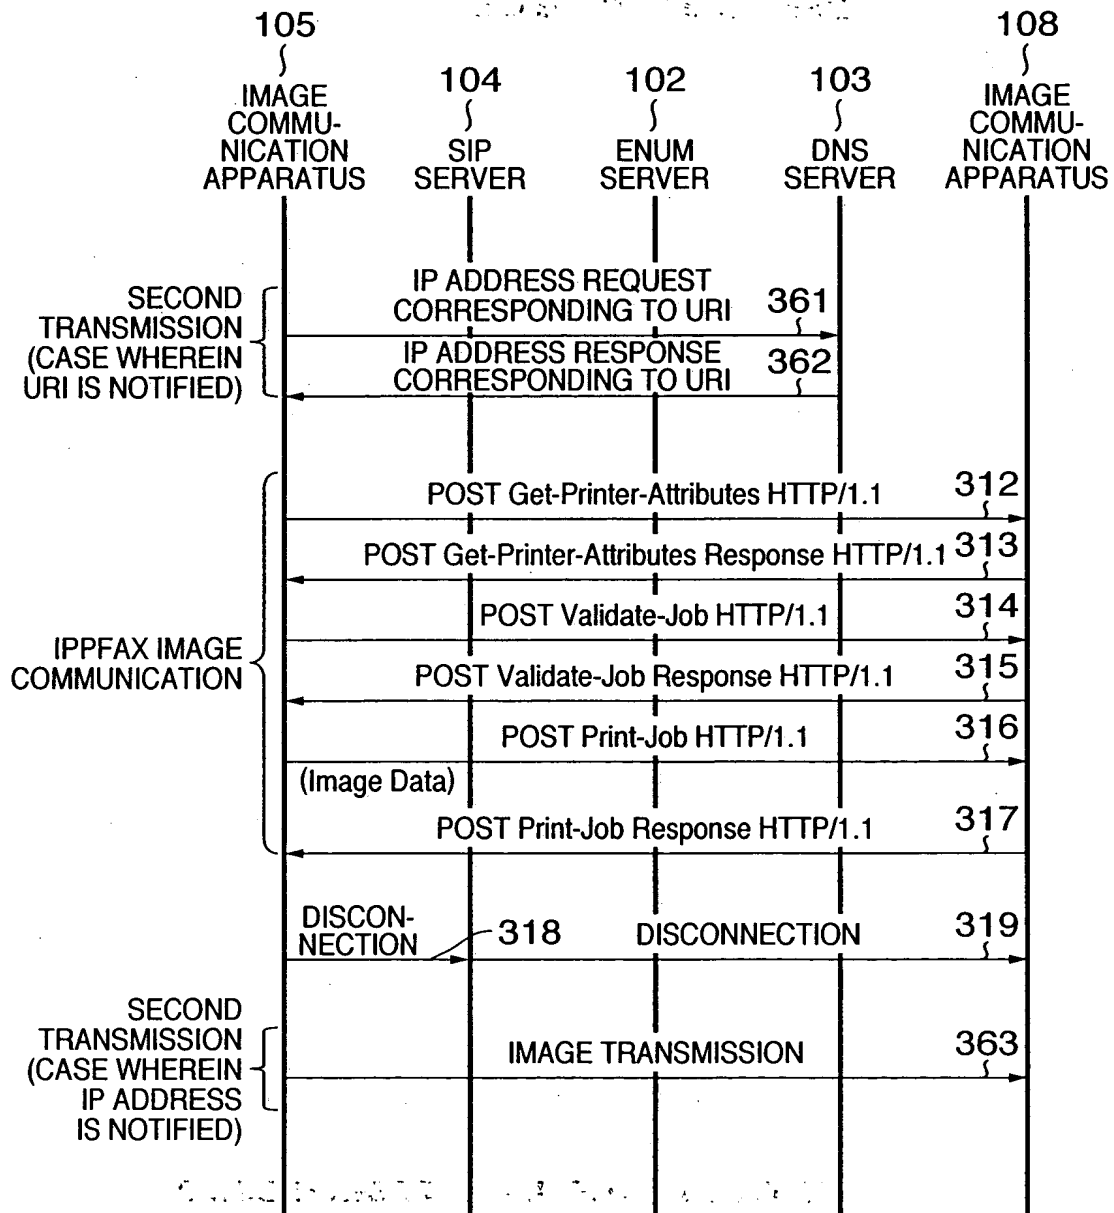 105
108
104
102
103
IMAGE
COMMU-
NICATION
APPARATUS
SIP
SERVER
ENUM
SERVER
DNS
SERVER
IMAGE
COMMU-
NICATION
APPARATUS
SECOND
TRANSMISSION
(CASE WHEREIN
URI IS NOTIFIED)
IP ADDRESS REQUEST
CORRESPONDING TO URI
361
IP ADDRESS RESPONSE
CORRESPONDING TO URI
362
IPPFAX IMAGE
COMMUNICATION
POST Get-Printer-Attributes HTTP/1.1
312
POST Get-Printer-Attributes Response HTTP/1.1
313
POST Validate-Job HTTP/1.1
314
POST Validate-Job Response HTTP/1.1
315
POST Print-Job HTTP/1.1
316
(Image Data)
POST Print-Job Response HTTP/1.1
317
DISCON-
NECTION
318
DISCONNECTION
319
SECOND
TRANSMISSION
(CASE WHEREIN
IP ADDRESS
IS NOTIFIED)
IMAGE TRANSMISSION
363